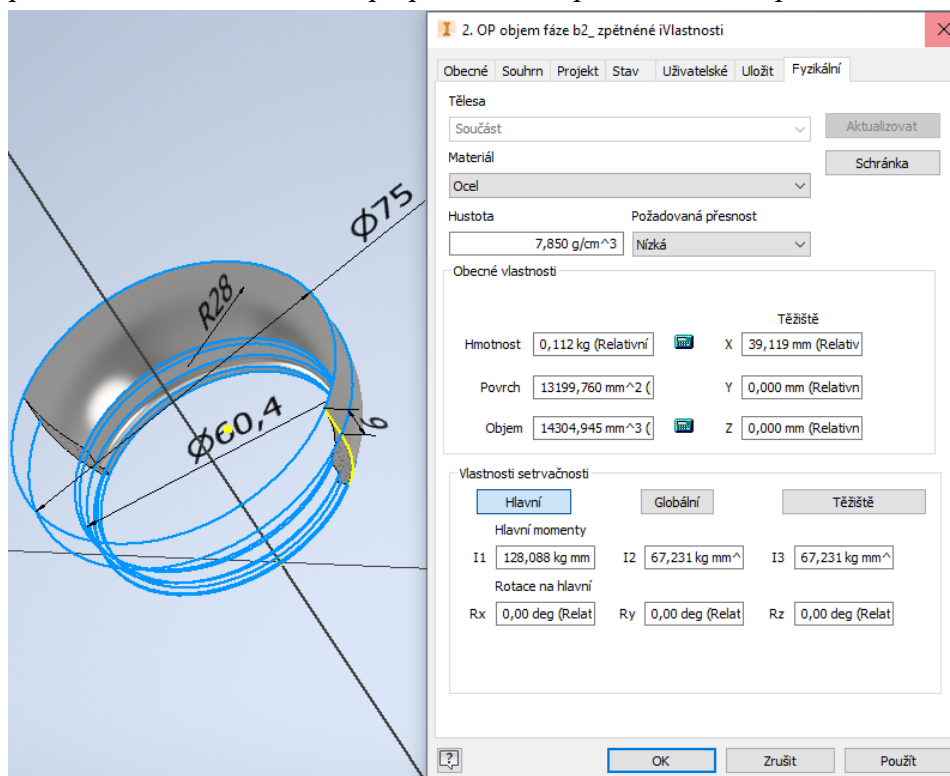 2. OP objem fáze b2_ zpětnéné iVlastnosti
Obecné Souhrn Projekt Stav Uživatelské Uložit Fyzikální
Tělesa
Součást
Aktualizovat
Materiál
Schránka
Ocel
Hustota Požadovaná přesnost
7,850 g/cm^3 Nízká
Obecné vlastnosti
Těžiště
Hmotnost 0,112 kg (Relativní X 39,119 mm (Relativ
Povrch 13199,760 mm^2 ( Y 0,000 mm (Relativn
Objem 14304,945 mm^3 ( Z 0,000 mm (Relativn
Vlastnosti setrvačnosti
Hlavní Globální Těžiště
Hlavní momenty
I1 128,088 kg mm I2 67,231 kg mm^ I3 67,231 kg mm^
Rotace na hlavní
Rx 0,00 deg (Relat Ry 0,00 deg (Relat Rz 0,00 deg (Relat
?
OK Zrušit Použít
Φ75
R28
Φ60,4